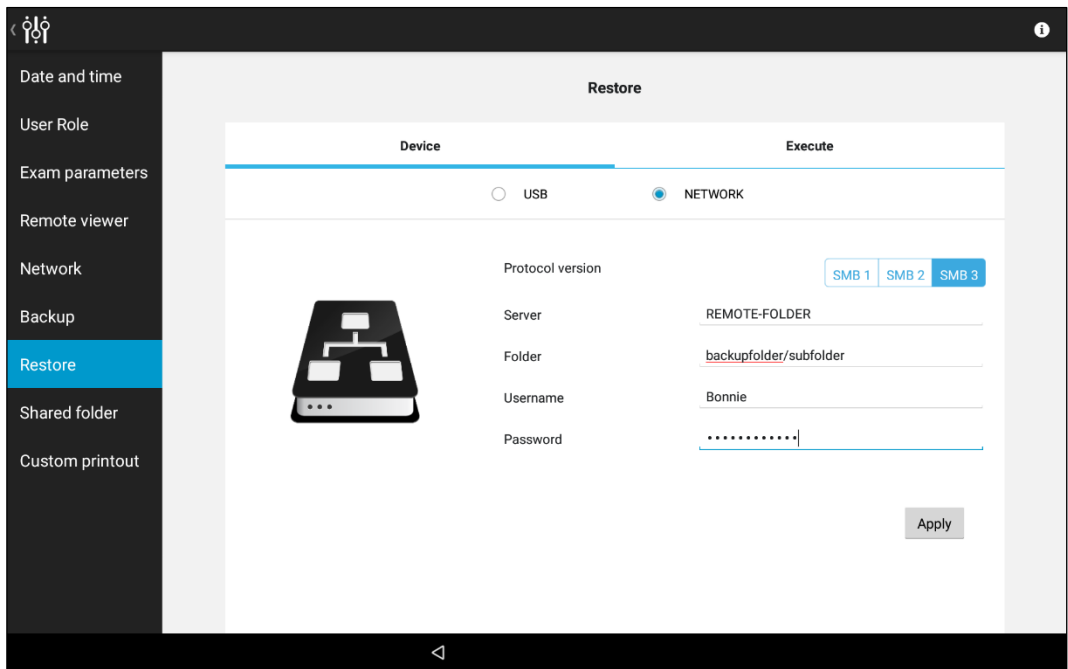 Date and time
User Role
Exam parameters
Remote viewer
Network
Backup
Restore
Shared folder
Custom printout
Restore
Device Execute
USB NETWORK
Protocol version SMB 1 SMB 2 SMB 3
Server REMOTE-FOLDER
Folder backupfolder/subfolder
Username Bonnie
Password ••••••••••••
Apply